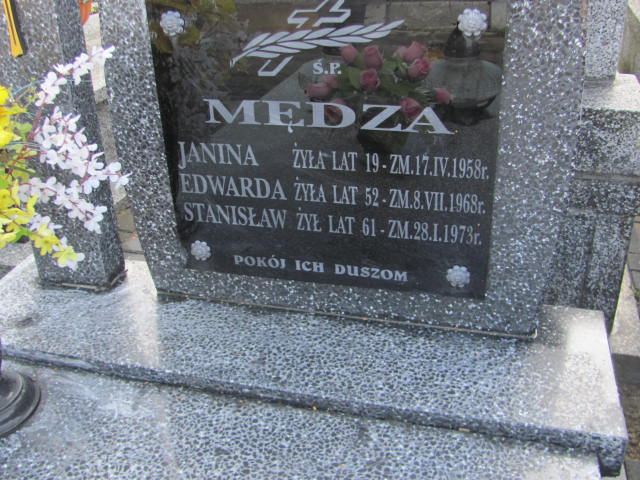 Ś.P.
MĘDZA
JANINA ŻYŁA LAT 19-ZM.17.IV.1958r.
EDWARDA ŻYŁA LAT 52-ZM.8.VII.1968r.
STANISŁAW ŻYŁ LAT 61-ZM.28.I.1973r.
POKÓJ ICH DUSZOM